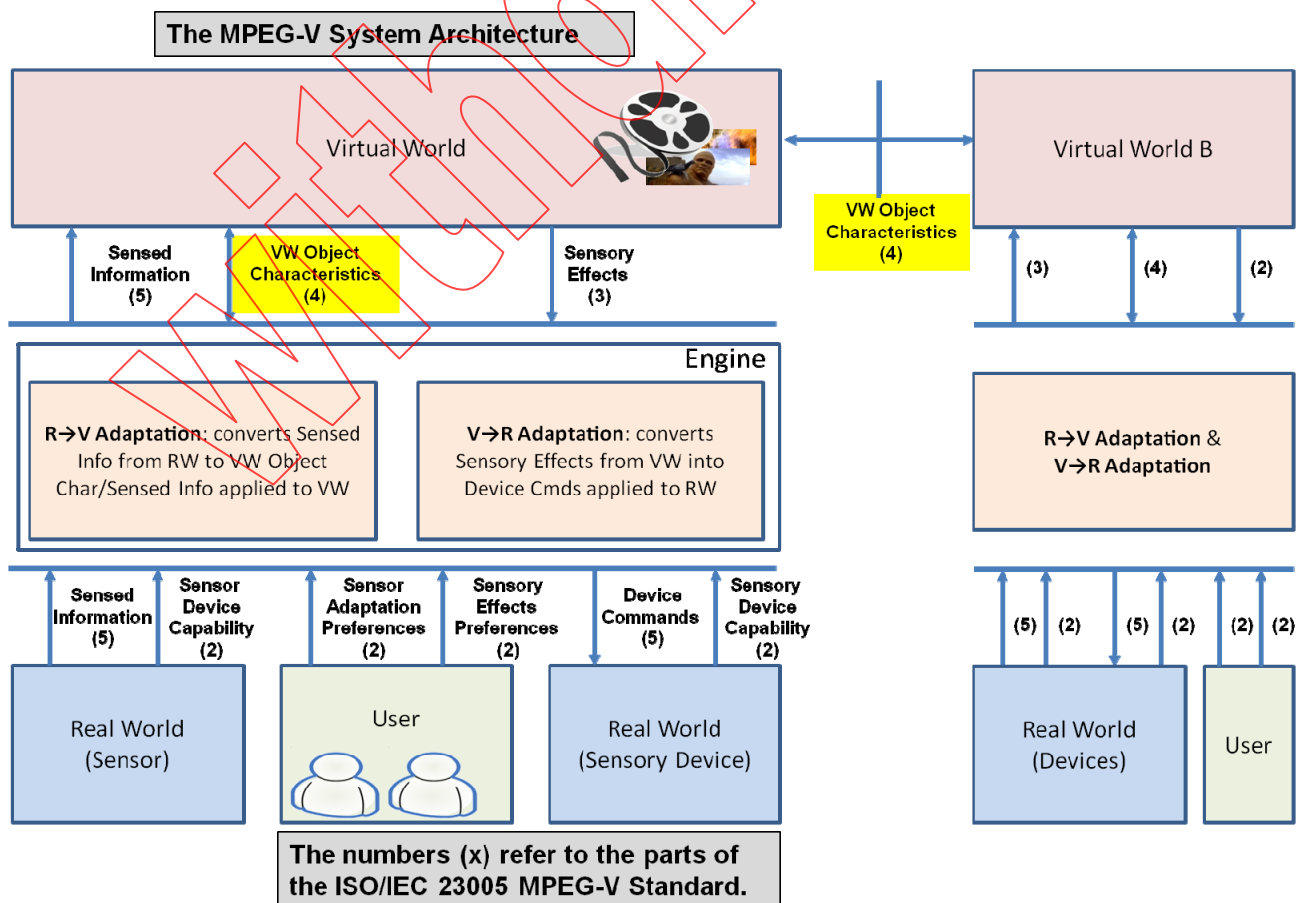 The MPEG-V System Architecture
Virtual World
Virtual World B
VW Object
Characteristics
(4)
Sensed
Information
(5)
VW Object
Characteristics
(4)
Sensory
Effects
(3)
(3)
(4)
(2)
Engine
R→V Adaptation: converts Sensed
Info from RW to VW Object
Char/Sensed Info applied to VW
V→R Adaptation: converts
Sensory Effects from VW into
Device Cmds applied to RW
R→V Adaptation &
V→R Adaptation
Sensed
Information
(5)
Sensor
Device
Capability
(2)
Sensor
Adaptation
Preferences
(2)
Sensory
Effects
Preferences
(2)
Device
Commands
(5)
Sensory
Device
Capability
(2)
(5)
(2)
(5)
(2)
(2)
(2)
Real World
(Sensor)
User
Real World
(Sensory Device)
Real World
(Devices)
User
The numbers (x) refer to the parts of
the ISO/IEC 23005 MPEG-V Standard.